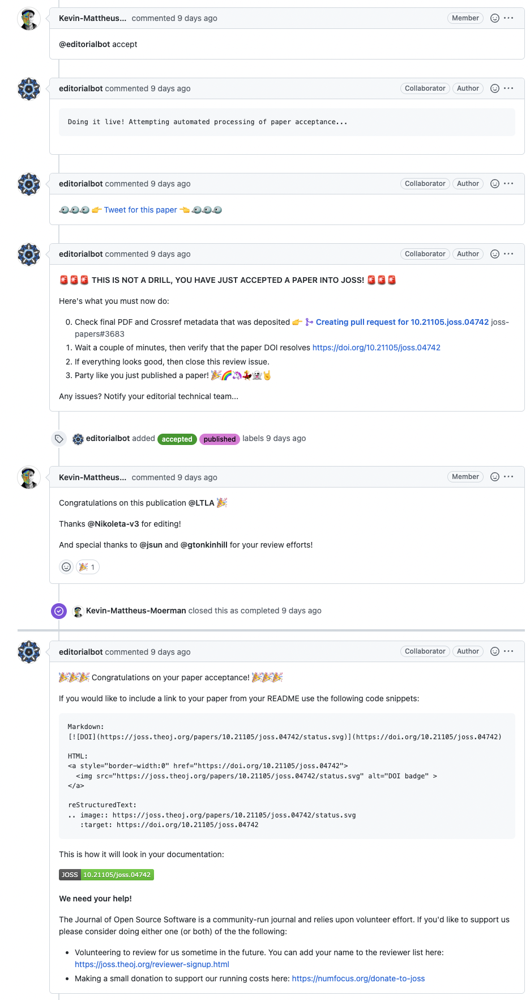 Kevin-Mattheus... commented 9 days ago Member
@editorialbot accept
editorialbot commented 9 days ago Collaborator Author
Doing it live! Attempting automated processing of paper acceptance...
editorialbot commented 9 days ago Collaborator Author
🐦🐦🐦 👉 Tweet for this paper 👈 🐦🐦🐦
editorialbot commented 9 days ago Collaborator Author
🚨🚨🚨 THIS IS NOT A DRILL, YOU HAVE JUST ACCEPTED A PAPER INTO JOSS! 🚨🚨🚨
Here's what you must now do:
0. Check final PDF and Crossref metadata that was deposited 👉 Creating pull request for 10.21105.joss.04742 joss-
papers#3683
1. Wait a couple of minutes, then verify that the paper DOI resolves https://doi.org/10.21105/joss.04742
2. If everything looks good, then close this review issue.
3. Party like you just published a paper! 🎉🌈🦄💃👻🤘
Any issues? Notify your editorial technical team...
editorialbot added accepted published labels 9 days ago
Kevin-Mattheus... commented 9 days ago Member
Congratulations on this publication @LTLA 🎉
Thanks @Nikoleta-v3 for editing!
And special thanks to @jsun and @gtonkinhill for your review efforts!
🎉 1
Kevin-Mattheus-Moerman closed this as completed 9 days ago
editorialbot commented 9 days ago Collaborator Author
🎉🎉🎉 Congratulations on your paper acceptance! 🎉🎉🎉
If you would like to include a link to your paper from your README use the following code snippets:
Markdown:
[![DOI](https://joss.theoj.org/papers/10.21105/joss.04742/status.svg)](https://doi.org/10.21105/joss.04742)
HTML:
<a style="border-width:0" href="https://doi.org/10.21105/joss.04742">
  <img src="https://joss.theoj.org/papers/10.21105/joss.04742/status.svg" alt="DOI badge" >
</a>
reStructuredText:
.. image:: https://joss.theoj.org/papers/10.21105/joss.04742/status.svg
   :target: https://doi.org/10.21105/joss.04742
This is how it will look in your documentation:
JOSS 10.21105/joss.04742
We need your help!
The Journal of Open Source Software is a community-run journal and relies upon volunteer effort. If you'd like to support us
please consider doing either one (or both) of the the following:
• Volunteering to review for us sometime in the future. You can add your name to the reviewer list here:
https://joss.theoj.org/reviewer-signup.html
• Making a small donation to support our running costs here: https://numfocus.org/donate-to-joss